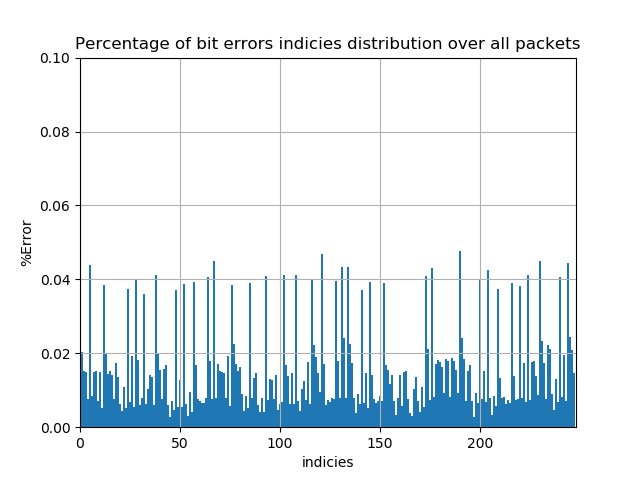 Percentage of bit errors indicies distribution over all packets
0.10
0.08
0.06
0.04
0.02
0.00
%Error
0 50 100 150 200
indicies